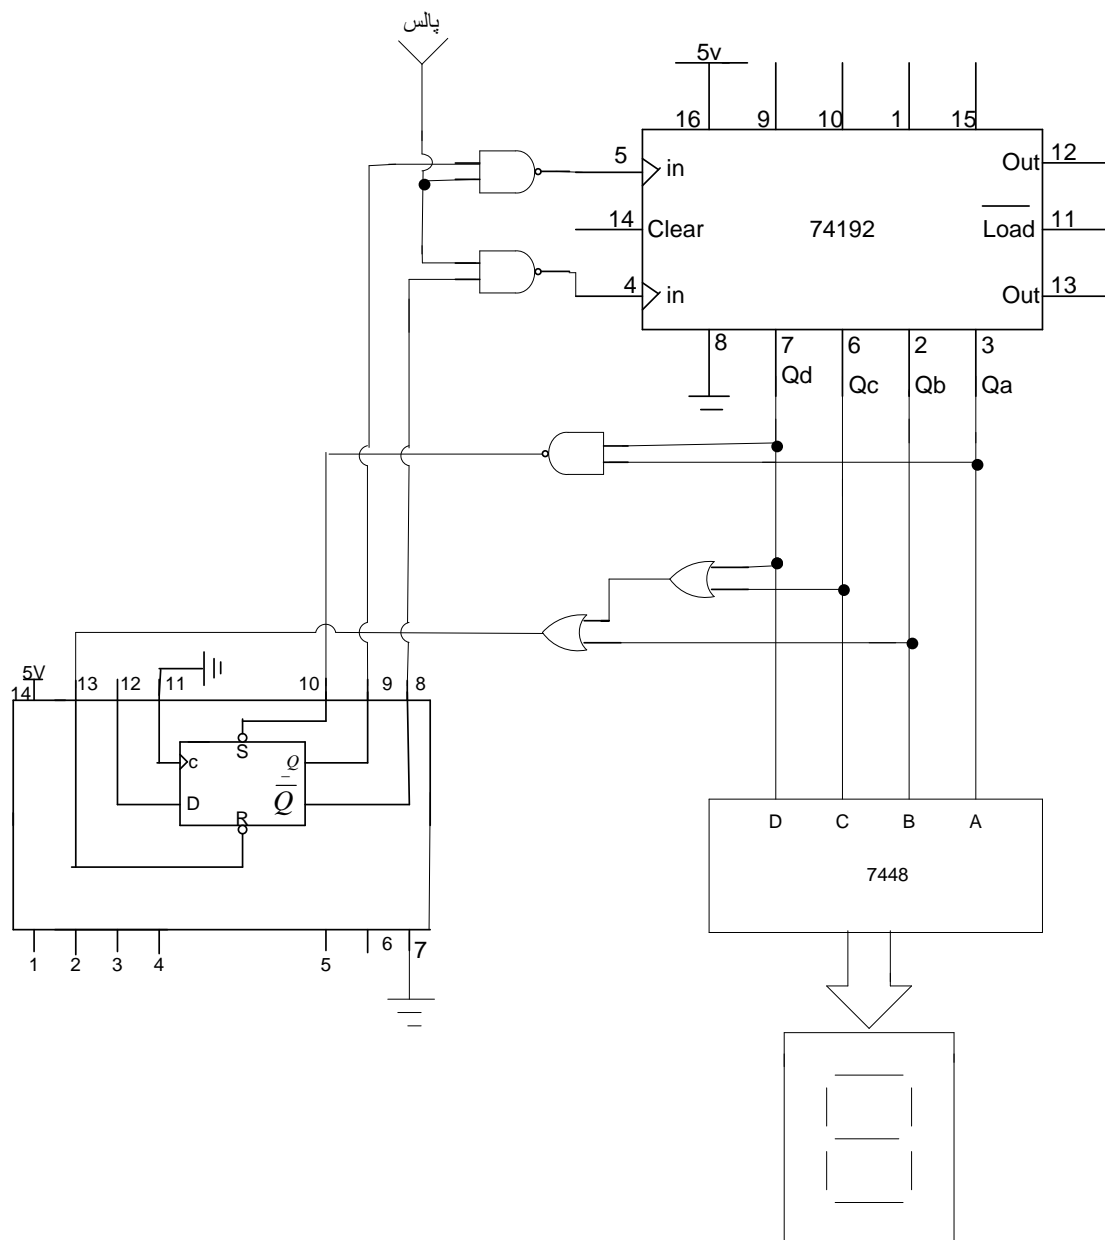 پالس
5v
16 9 10 1 15
5 in Out 12
14 Clear 74192 Load 11
4 in Out 13
8 7 6 2 3
Qd Qc Qb Qa
5V
14 13 12 11 10 9 8
S
c Q
D Q
R
1 2 3 4 5 6 7
D C B A
7448